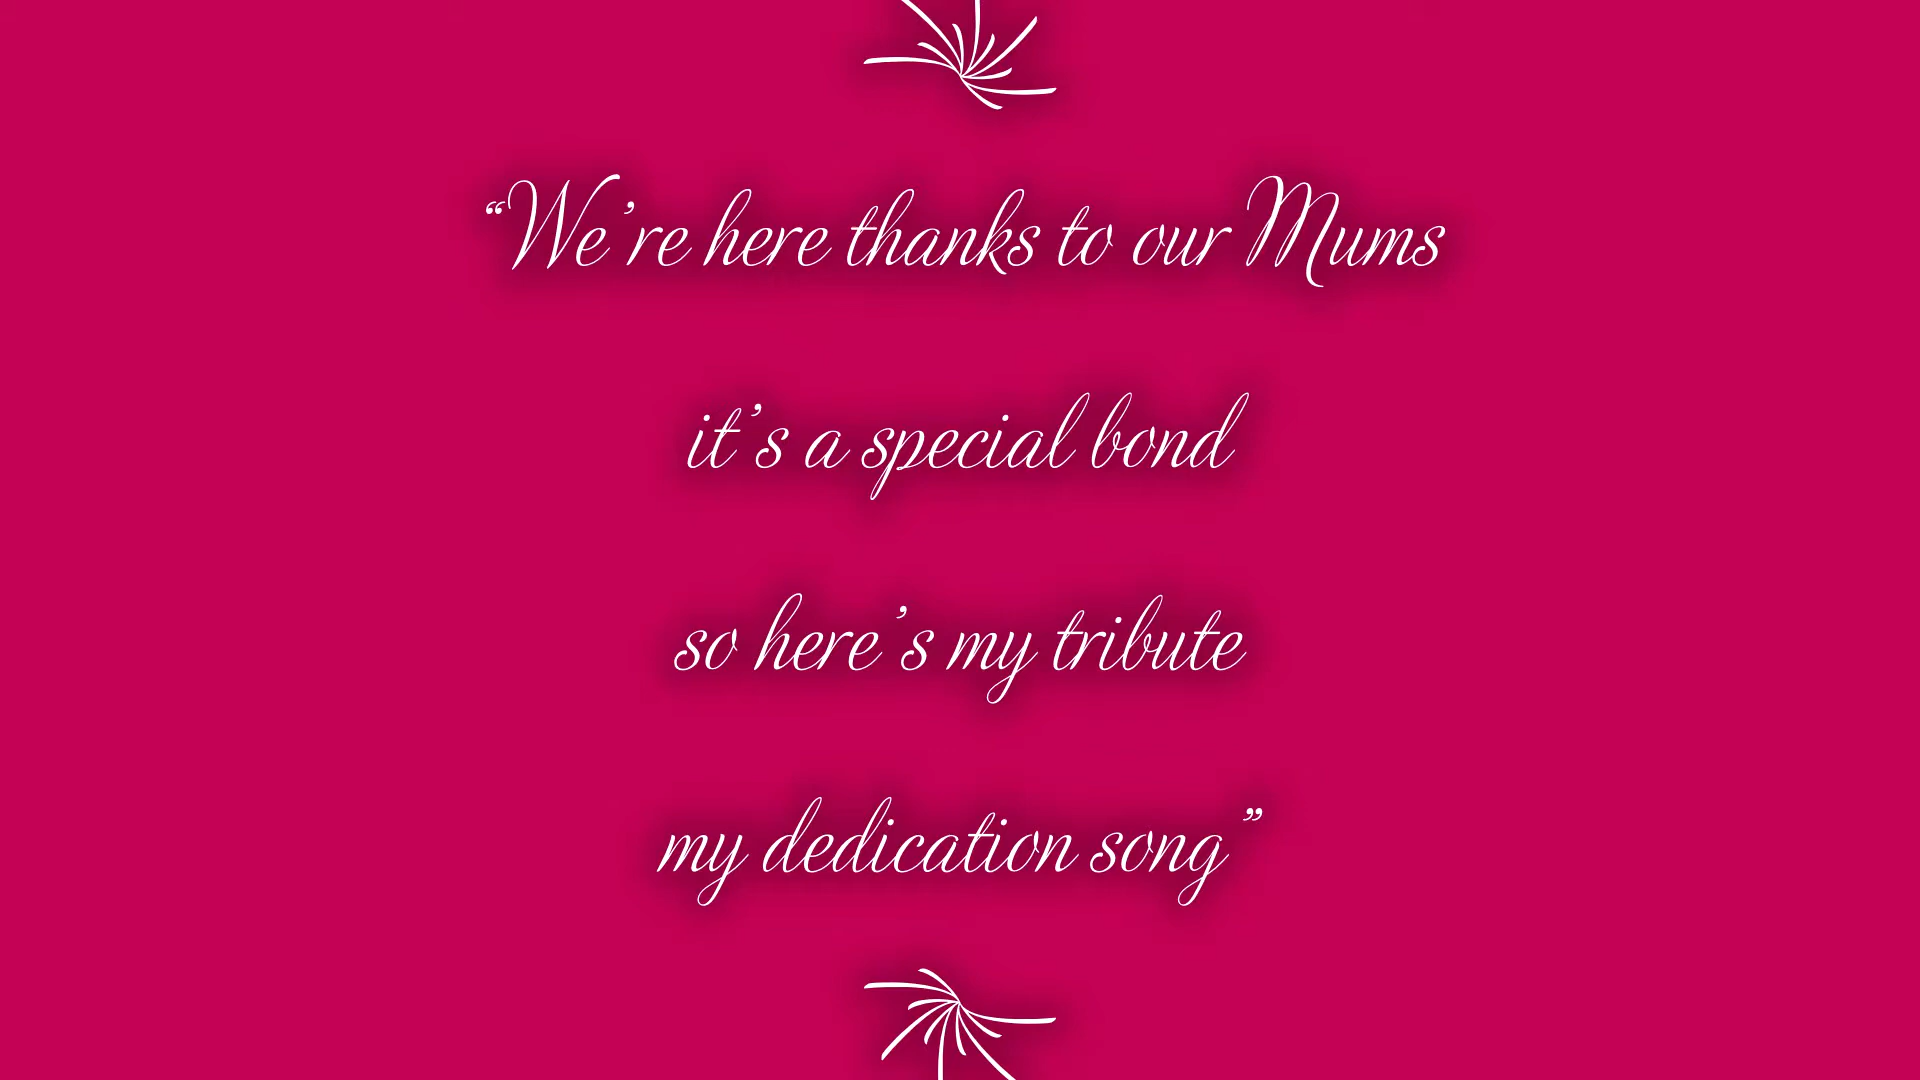 “We’re here thanks to our Mums
it’s a special bond
so here’s my tribute
my dedication song”